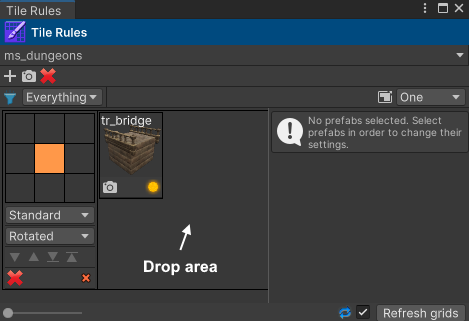 Tile Rules
Tile Rules
ms_dungeons
Everything
One
tr_bridge
No prefabs selected. Select
prefabs in order to change their
settings.
Standard
Rotated
Drop area
Refresh grids